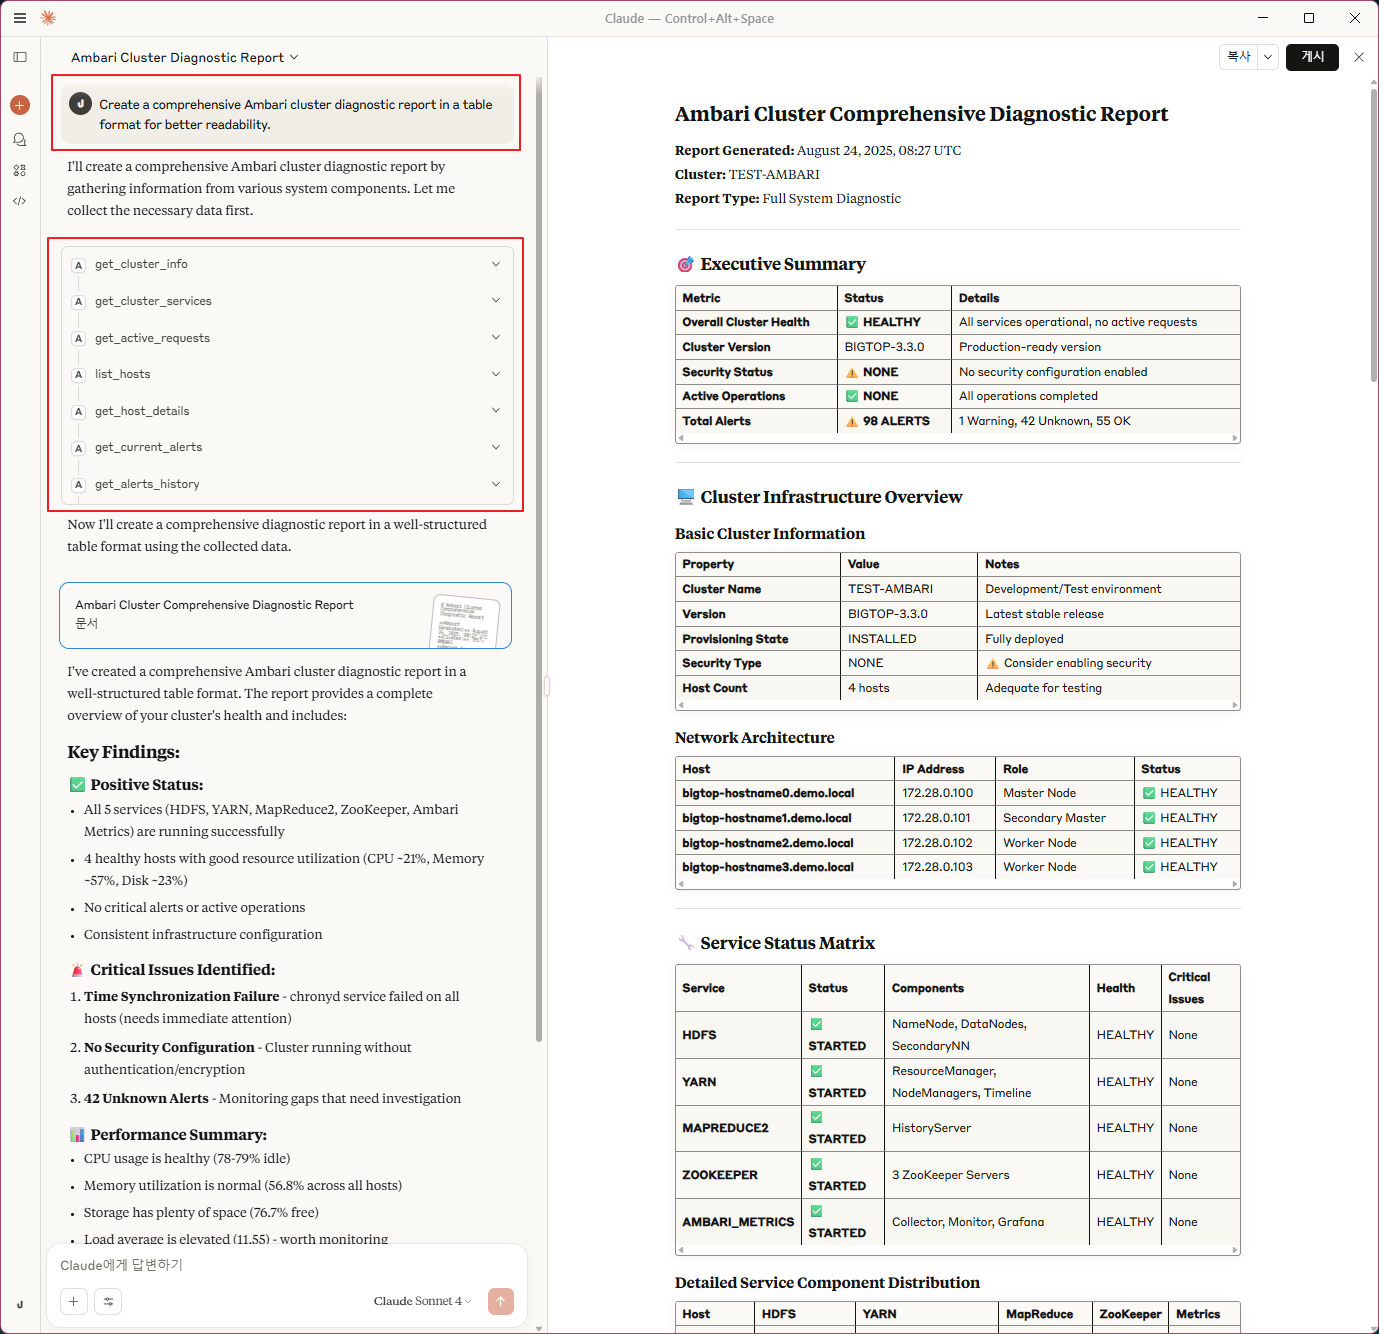 Claude — Control+Alt+Space
Ambari Cluster Diagnostic Report
J
Create a comprehensive Ambari cluster diagnostic report in a table
format for better readability.
I'll create a comprehensive Ambari cluster diagnostic report by
gathering information from various system components. Let me
collect the necessary data first.
A get_cluster_info
A get_cluster_services
A get_active_requests
A list_hosts
A get_host_details
A get_current_alerts
A get_alerts_history
Now I'll create a comprehensive diagnostic report in a well-structured
table format using the collected data.
Ambari Cluster Comprehensive Diagnostic Report
문서
I've created a comprehensive Ambari cluster diagnostic report in a
well-structured table format. The report provides a complete
overview of your cluster's health and includes:
Key Findings:
✅ Positive Status:
• All 5 services (HDFS, YARN, MapReduce2, ZooKeeper, Ambari
Metrics) are running successfully
• 4 healthy hosts with good resource utilization (CPU ~21%, Memory
~57%, Disk ~23%)
• No critical alerts or active operations
• Consistent infrastructure configuration
🚨 Critical Issues Identified:
1. Time Synchronization Failure - chronyd service failed on all
hosts (needs immediate attention)
2. No Security Configuration - Cluster running without
authentication/encryption
3. 42 Unknown Alerts - Monitoring gaps that need investigation
📊 Performance Summary:
• CPU usage is healthy (78-79% idle)
• Memory utilization is normal (56.8% across all hosts)
• Storage has plenty of space (76.7% free)
• Load average is elevated (11.55) - worth monitoring
Claude에게 답변하기
Claude Sonnet 4
J
복사
게시
Ambari Cluster Comprehensive Diagnostic Report
Report Generated: August 24, 2025, 08:27 UTC
Cluster: TEST-AMBARI
Report Type: Full System Diagnostic
🎯 Executive Summary
Metric Status Details
Overall Cluster Health ✅ HEALTHY All services operational, no active requests
Cluster Version BIGTOP-3.3.0 Production-ready version
Security Status ⚠️ NONE No security configuration enabled
Active Operations ✅ NONE All operations completed
Total Alerts ⚠️ 98 ALERTS 1 Warning, 42 Unknown, 55 OK
🖥️ Cluster Infrastructure Overview
Basic Cluster Information
Property Value Notes
Cluster Name TEST-AMBARI Development/Test environment
Version BIGTOP-3.3.0 Latest stable release
Provisioning State INSTALLED Fully deployed
Security Type NONE ⚠️ Consider enabling security
Host Count 4 hosts Adequate for testing
Network Architecture
Host IP Address Role Status
bigtop-hostname0.demo.local 172.28.0.100 Master Node ✅ HEALTHY
bigtop-hostname1.demo.local 172.28.0.101 Secondary Master ✅ HEALTHY
bigtop-hostname2.demo.local 172.28.0.102 Worker Node ✅ HEALTHY
bigtop-hostname3.demo.local 172.28.0.103 Worker Node ✅ HEALTHY
🔧 Service Status Matrix
Service Status Components Health Critical
Issues
HDFS ✅ STARTED NameNode, DataNodes,
SecondaryNN HEALTHY None
YARN ✅ STARTED ResourceManager,
NodeManagers, Timeline HEALTHY None
MAPREDUCE2 ✅ STARTED HistoryServer HEALTHY None
ZOOKEEPER ✅ STARTED 3 ZooKeeper Servers HEALTHY None
AMBARI_METRICS ✅ STARTED Collector, Monitor, Grafana HEALTHY None
Detailed Service Component Distribution
Host HDFS YARN MapReduce ZooKeeper Metrics